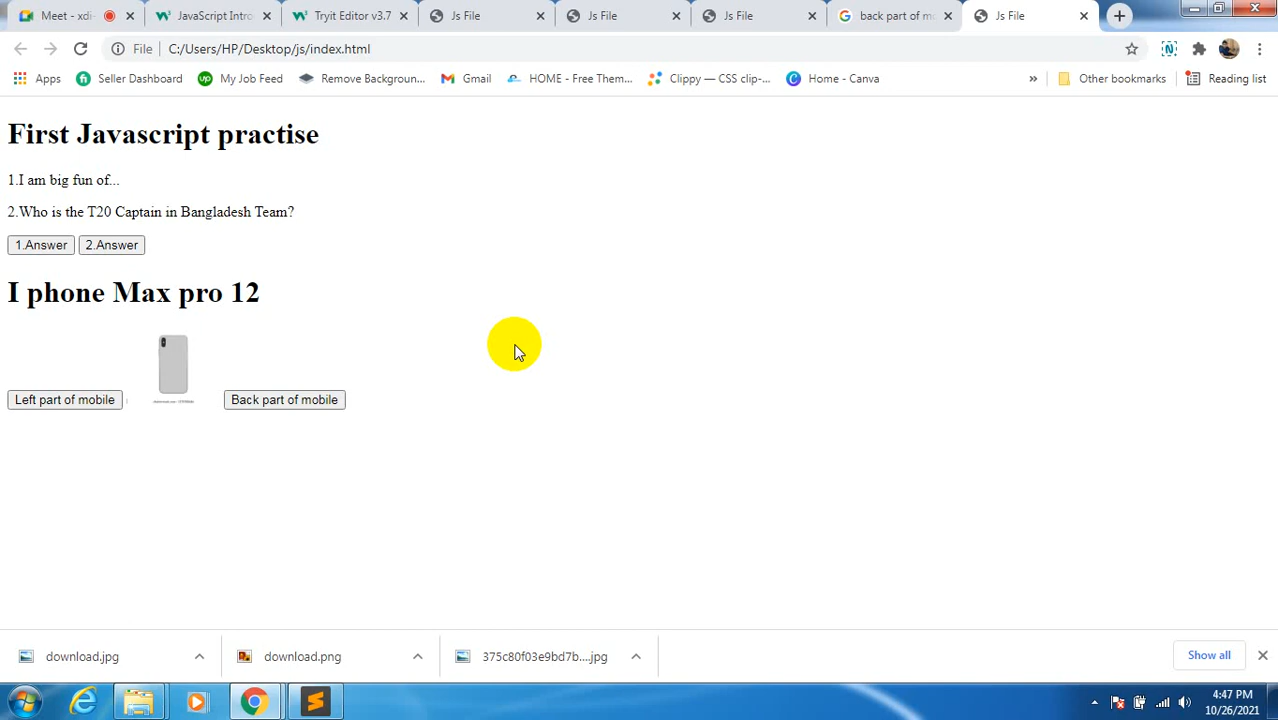 Meet - xdi-
JavaScript Intro
Tryit Editor v3.7
Js File
Js File
Js File
back part of m
Js File
File
C:/Users/HP/Desktop/js/index.html
Apps
Seller Dashboard
My Job Feed
Remove Backgroun...
Gmail
HOME - Free Them...
Clippy — CSS clip-...
Home - Canva
»
Other bookmarks
Reading list
First Javascript practise
1.I am big fun of...
2.Who is the T20 Captain in Bangladesh Team?
1.Answer
2.Answer
I phone Max pro 12
Left part of mobile
Back part of mobile
download.jpg
download.png
375c80f03e9bd7b....jpg
Show all
4:47 PM
10/26/2021